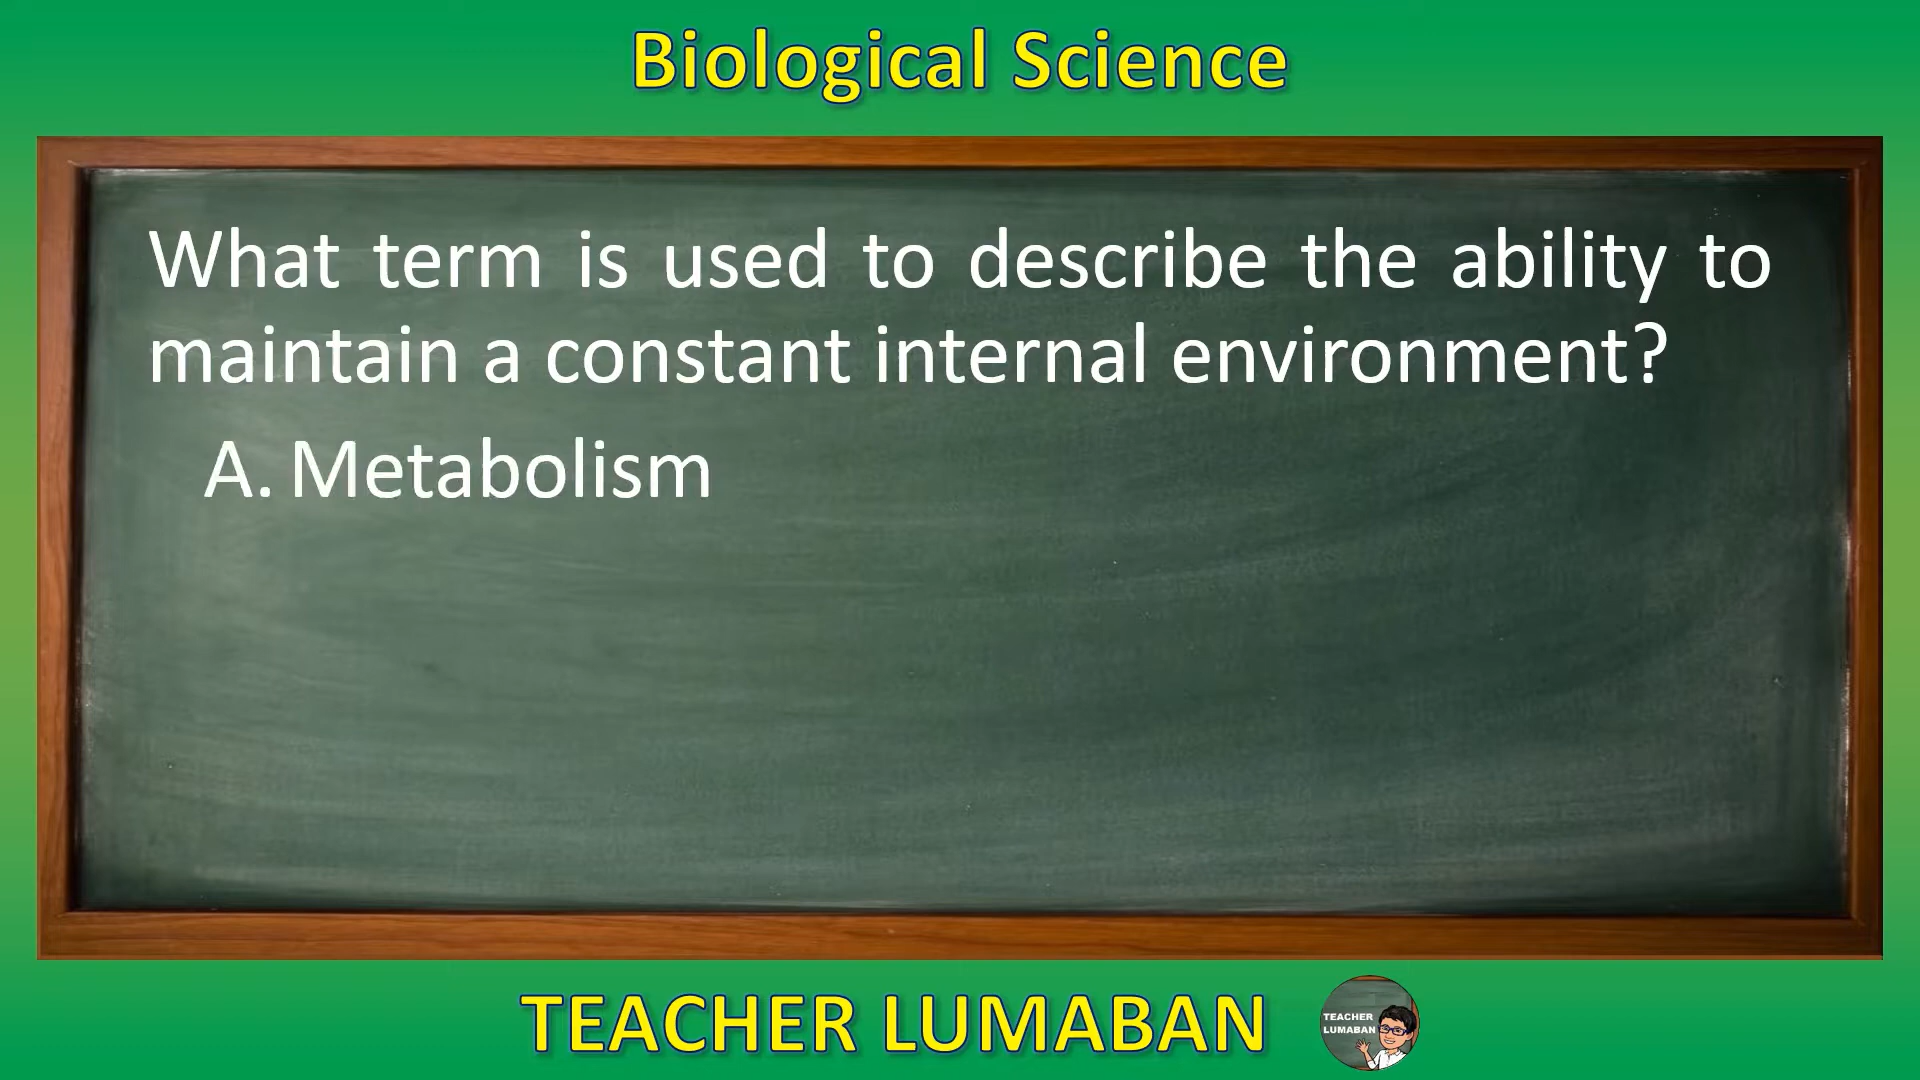 Biological Science
What term is used to describe the ability to
maintain a constant internal environment?
A. Metabolism
TEACHER LUMABAN
TEACHER
LUMABAN